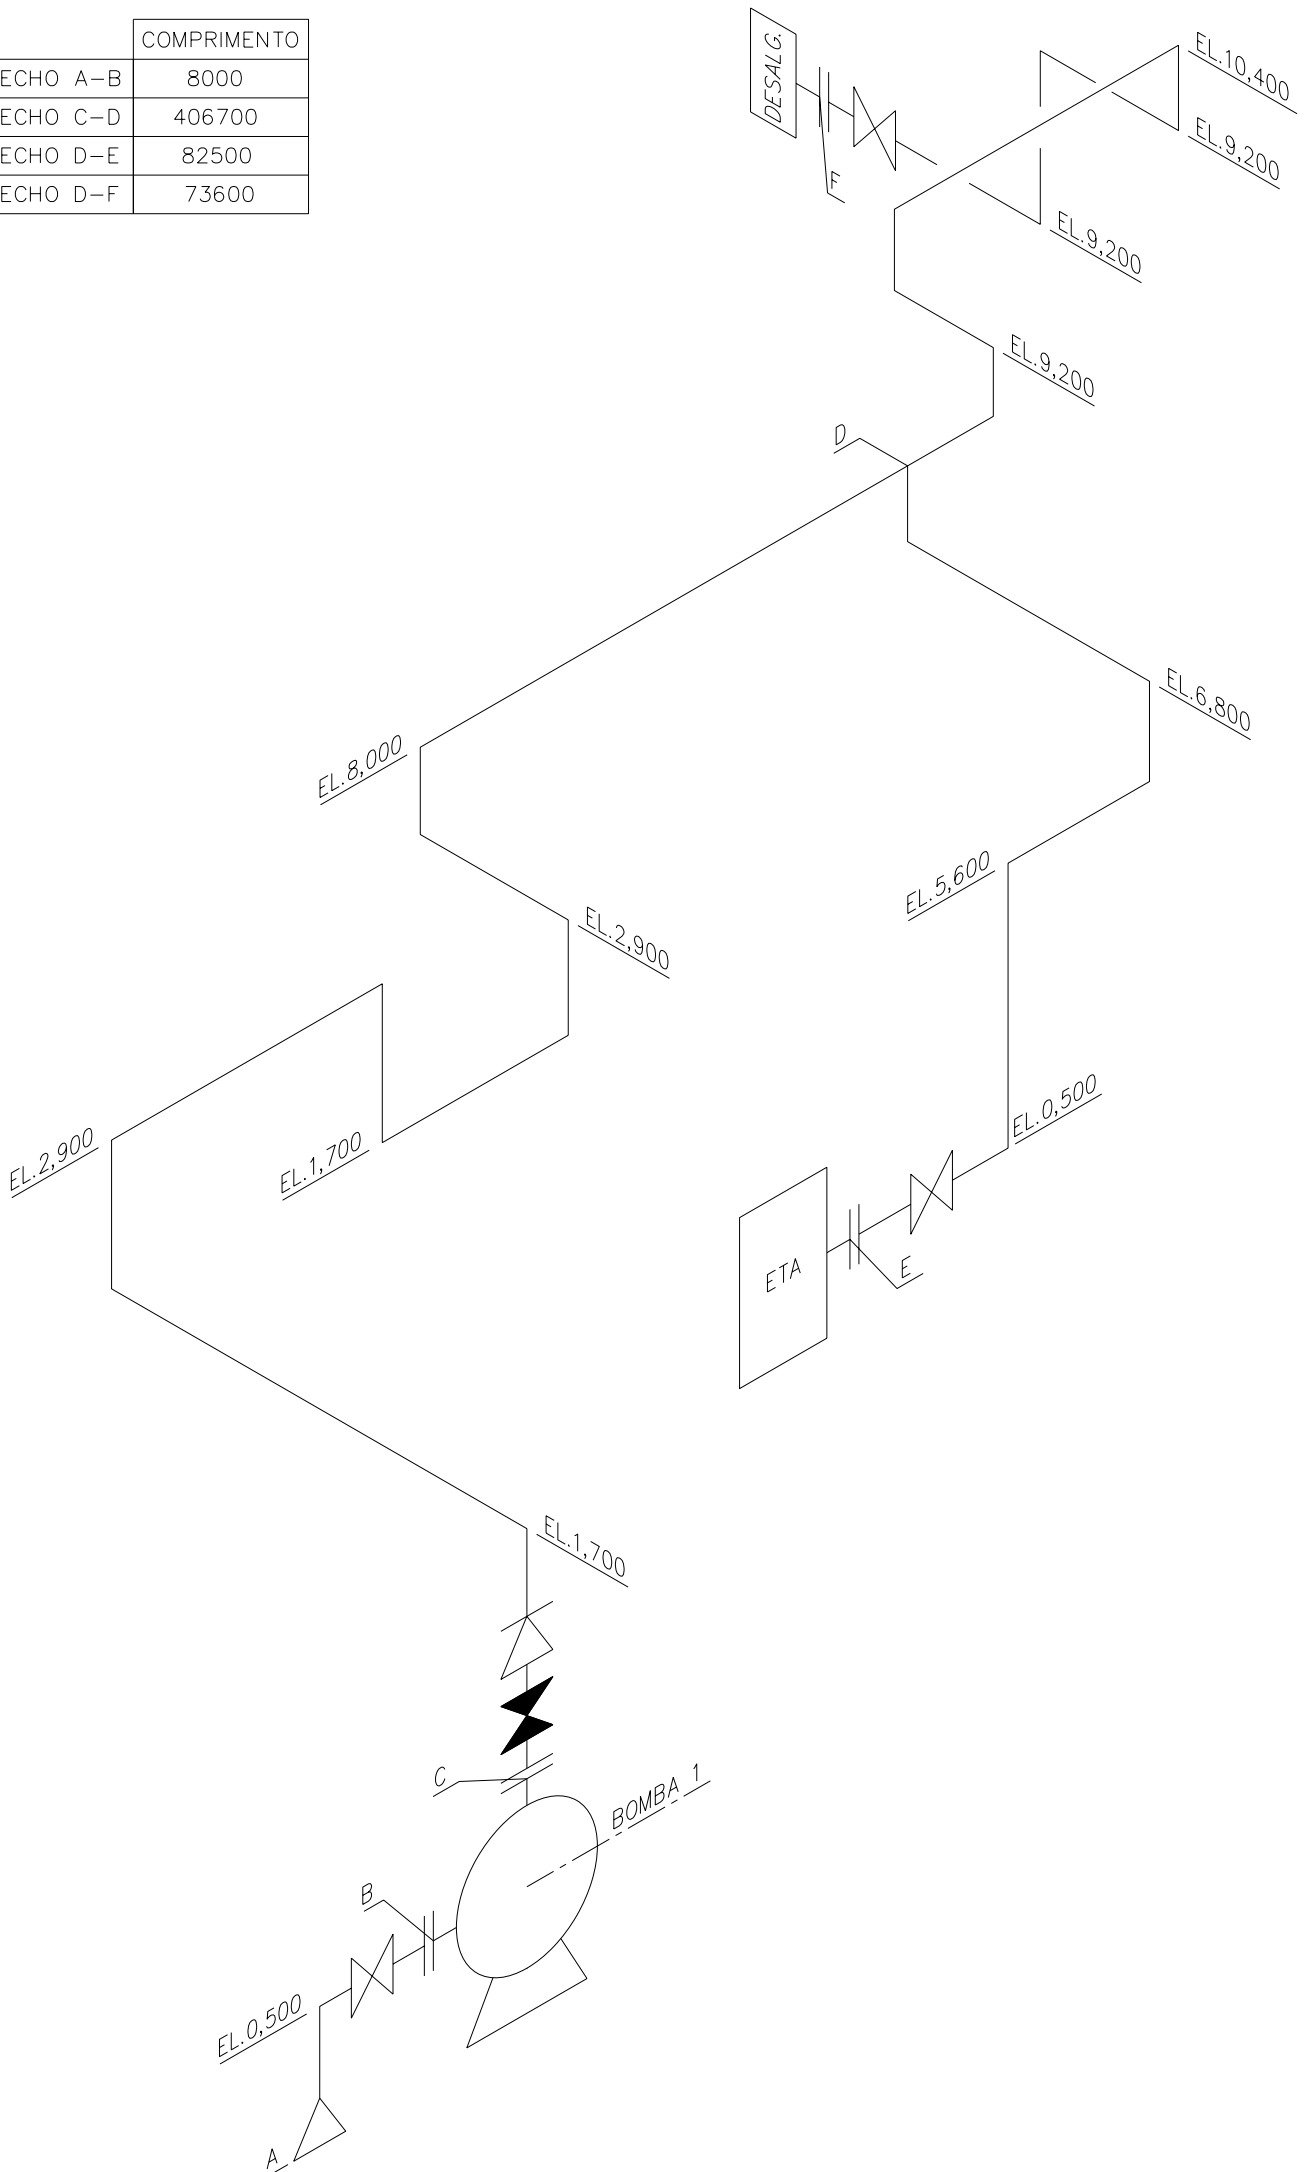 COMPRIMENTO
ECHO A-B 8000
ECHO C-D 406700
ECHO D-E 82500
ECHO D-F 73600
DESALG.
EL.10,400
EL.9,200
F
EL.9,200
EL.9,200
D
EL.6,800
EL.8,000
EL.5,600
EL.2,900
EL.0,500
EL.2,900
EL.1,700
ETA
E
EL.1,700
C
BOMBA 1
B
EL.0,500
A